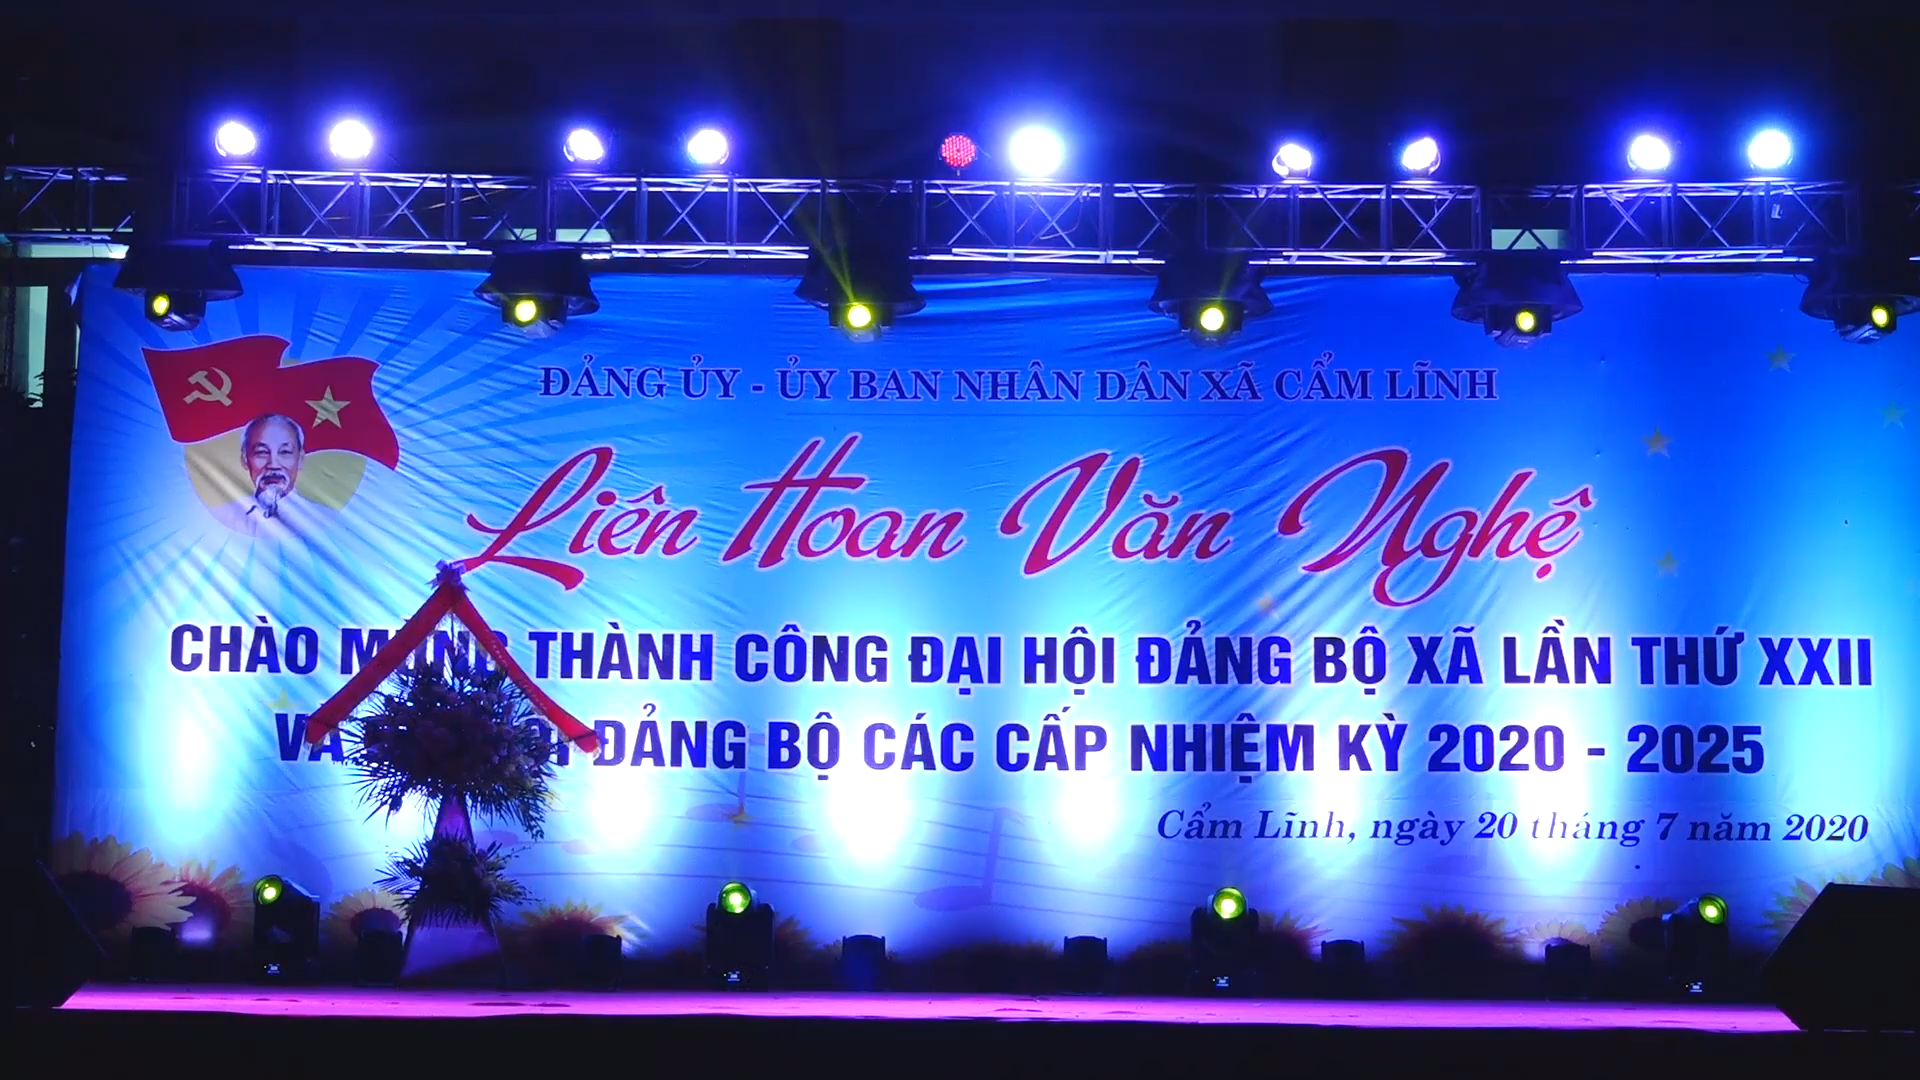 ĐẢNG ỦY - ỦY BAN NHÂN DÂN XÃ CẨM LĨNH
Liên Hoan Văn Nghệ
CHÀO MỪNG THÀNH CÔNG ĐẠI HỘI ĐẢNG BỘ XÃ LẦN THỨ XXII
VÀ ĐẢNG BỘ CÁC CẤP NHIỆM KỲ 2020 - 2025
Cẩm Lĩnh, ngày 20 tháng 7 năm 2020